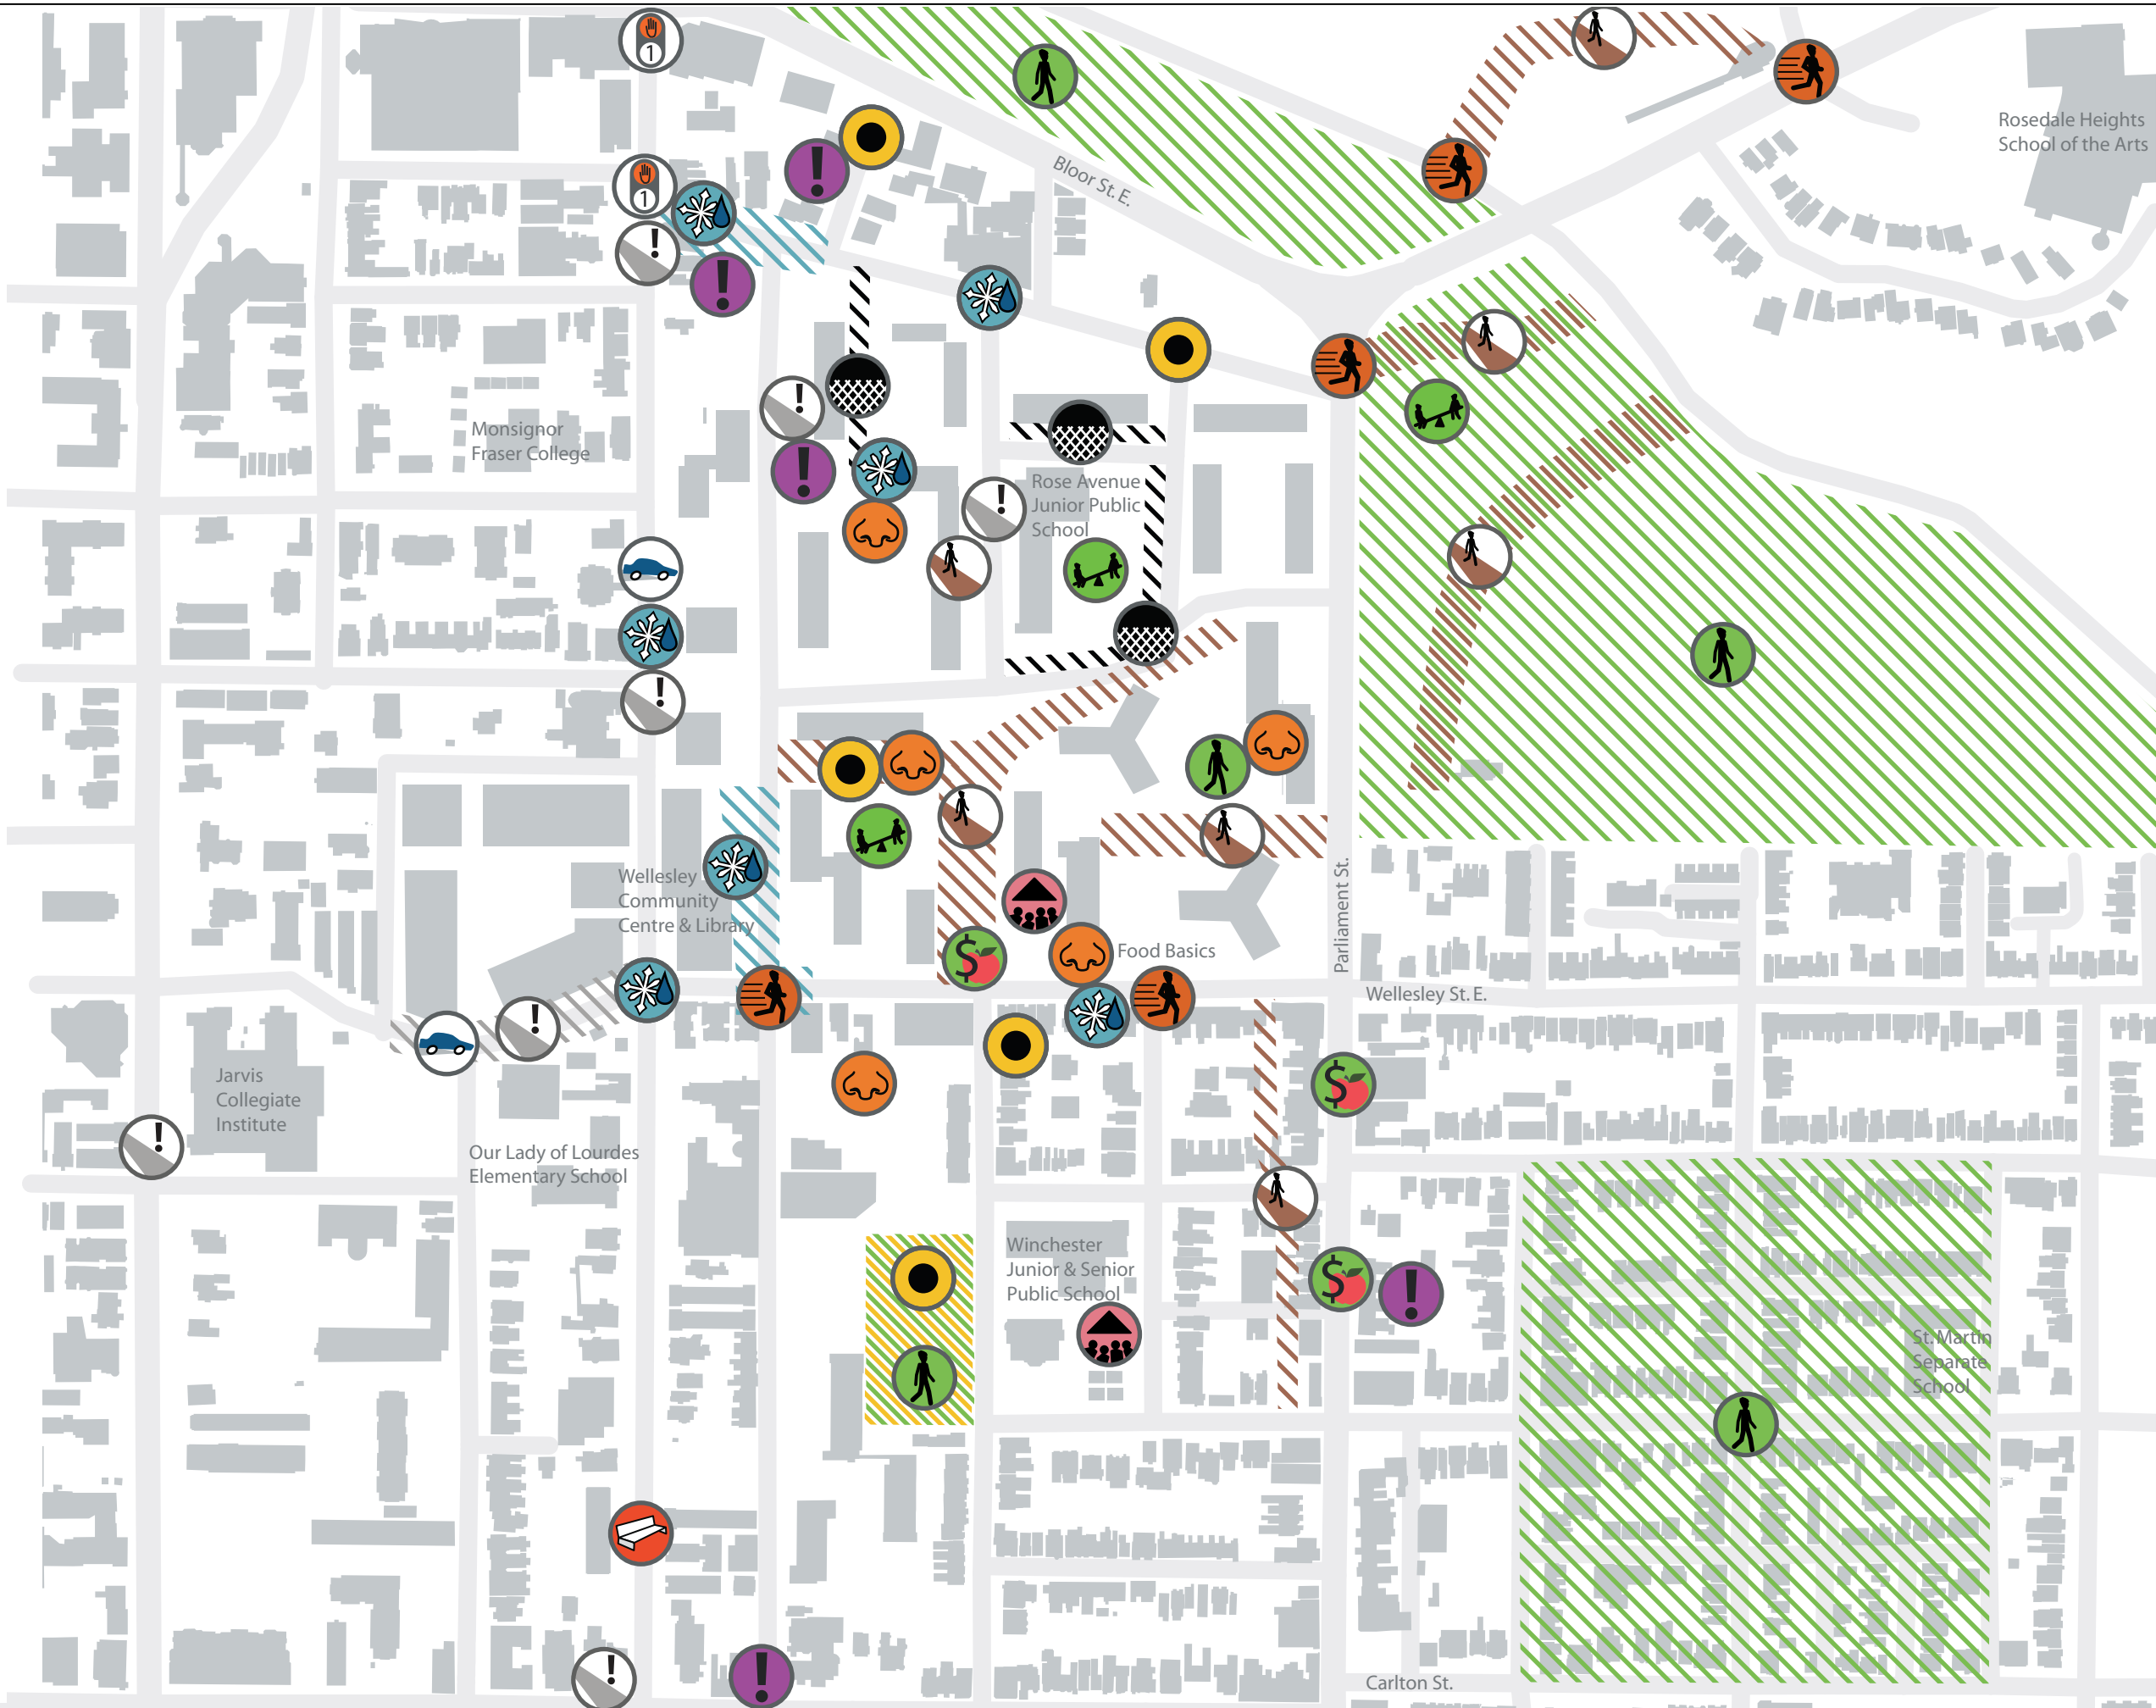 1
Rosedale Heights
School of the Arts
Bloor St. E.
1
Monsignor
Fraser College
Rose Avenue
Junior Public
School
Wellesley
Community
Centre & Library
Parliament St.
$
Food Basics
Wellesley St. E.
Jarvis
Collegiate
Institute
$
Our Lady of Lourdes
Elementary School
Winchester
Junior & Senior
Public School
$
St. Martin
Separate
School
Carlton St.